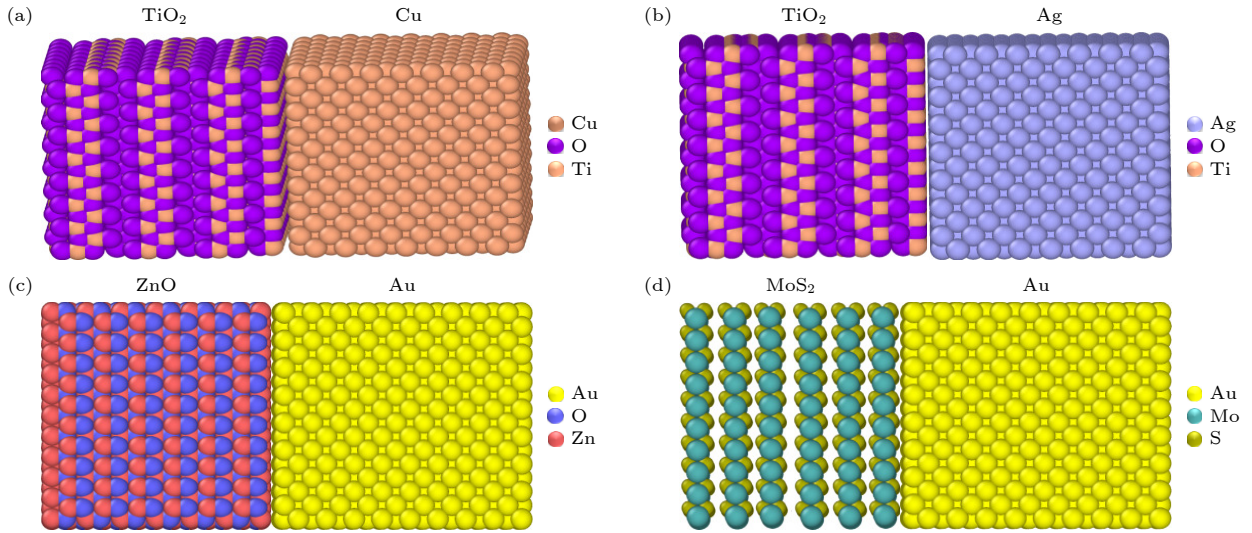 (a) TiO₂ Cu
Cu
O
Ti
(b) TiO₂ Ag
Ag
O
Ti
(c) ZnO Au
Au
O
Zn
(d) MoS₂ Au
Au
Mo
S